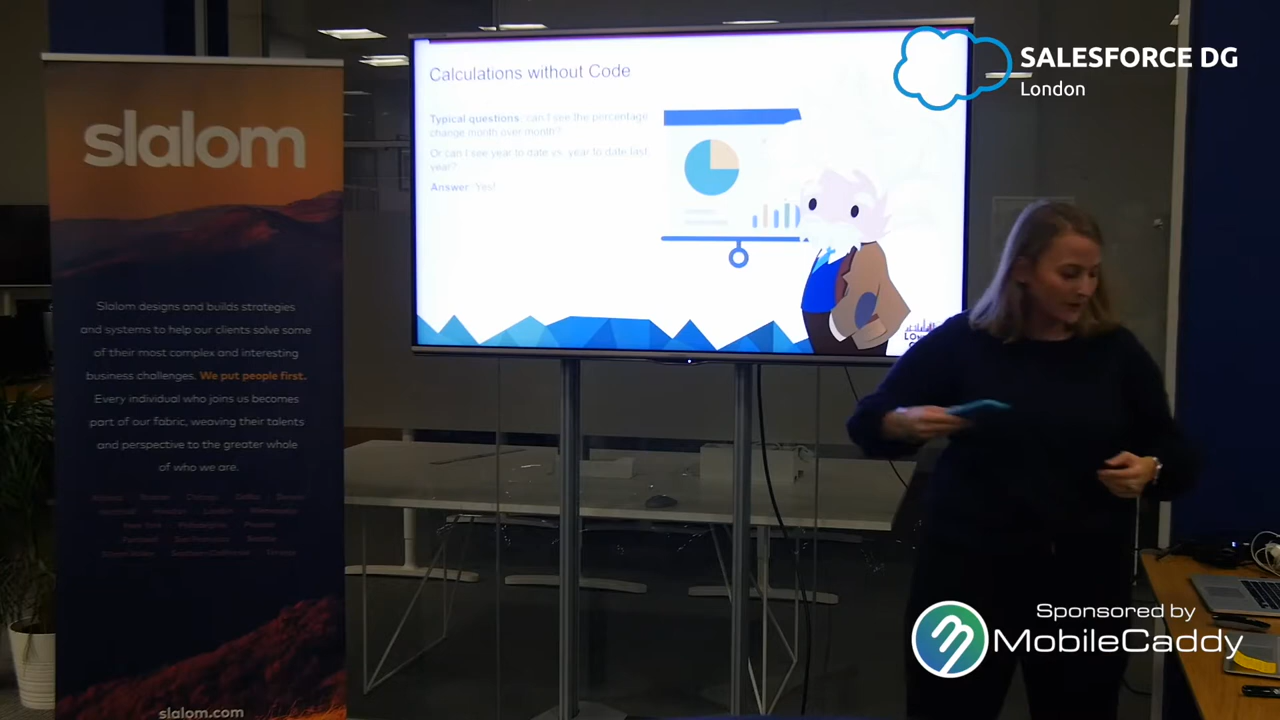 slalom
Slalom designs and builds strategies
and systems to help our clients solve some
of their most complex and interesting
business challenges. We put people first.
Every individual who joins us becomes
part of our fabric, weaving their talents
and perspective to the greater whole
of who we are.
slalom.com
Calculations without Code
Typical questions: can I see the percentage
change month over month?
Or can I see year to date vs. year to date last
year?
Answer: Yes!
SALESFORCE DG
London
Sponsored by
MobileCaddy